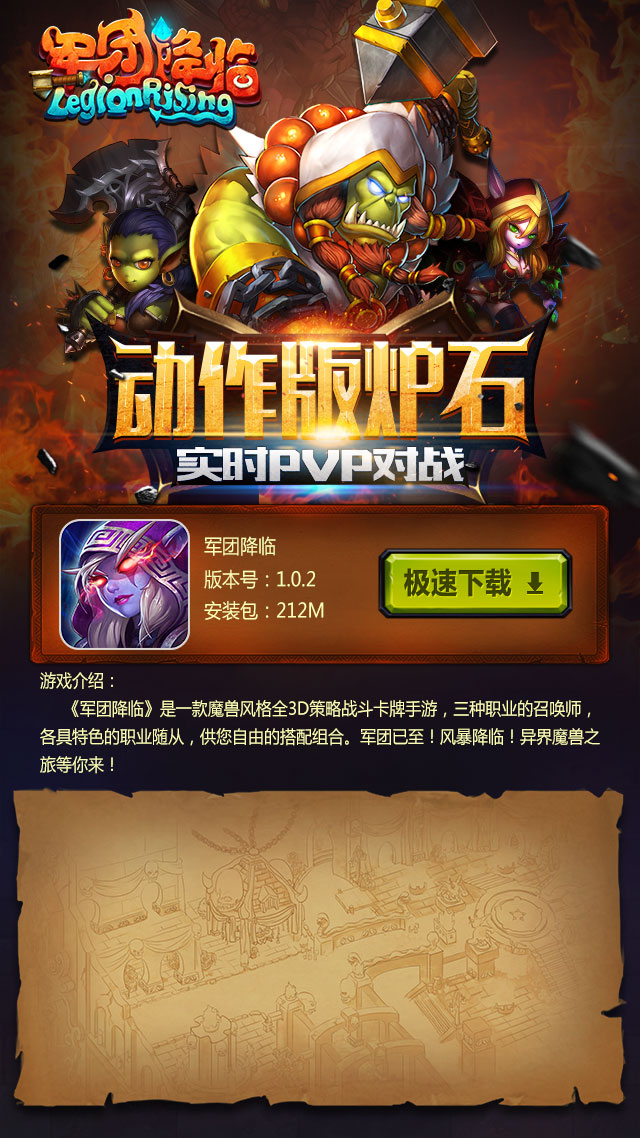 军团降临
LegionRising
动作版炉石
实时PVP对战
军团降临
版本号：1.0.2
安装包：212M
极速下载
游戏介绍：
《军团降临》是一款魔兽风格全3D策略战斗卡牌手游，三种职业的召唤师，
各具特色的职业随从，供您自由的搭配组合。军团已至！风暴降临！异界魔兽之
旅等你来！